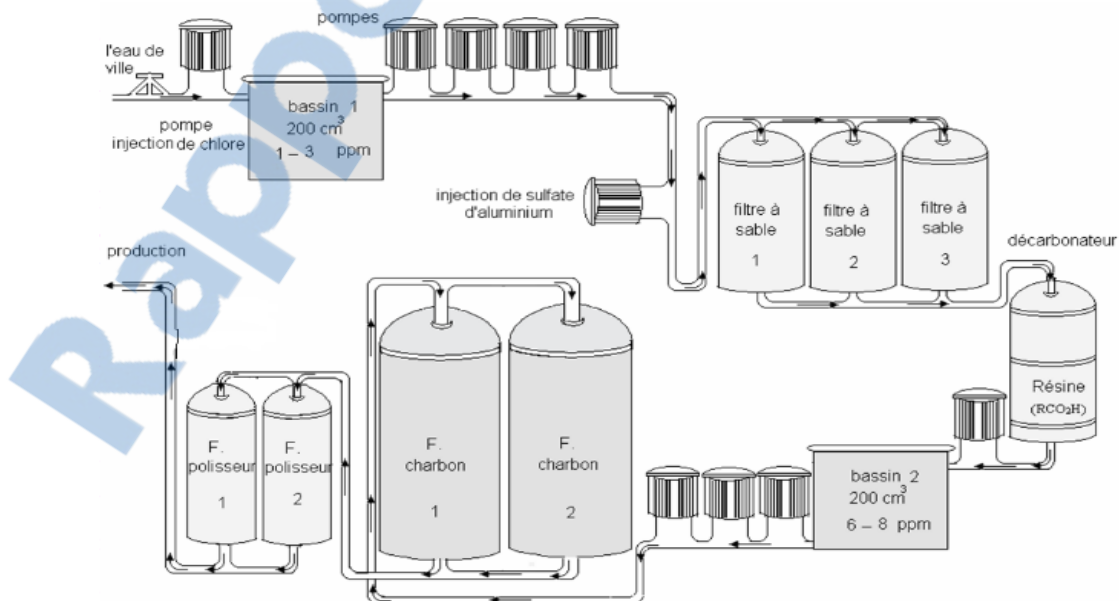 pompes
l'eau de
ville
pompe
injection de chlore
bassin 1
200 cm3
1 – 3 ppm
injection de sulfate
d'aluminium
filtre à
sable
1
filtre à
sable
2
filtre à
sable
3
décarbonateur
Résine
(RCO2H)
bassin 2
200 cm3
6 – 8 ppm
F.
charbon
1
F.
charbon
2
F.
polisseur
1
F.
polisseur
2
production
Rappo